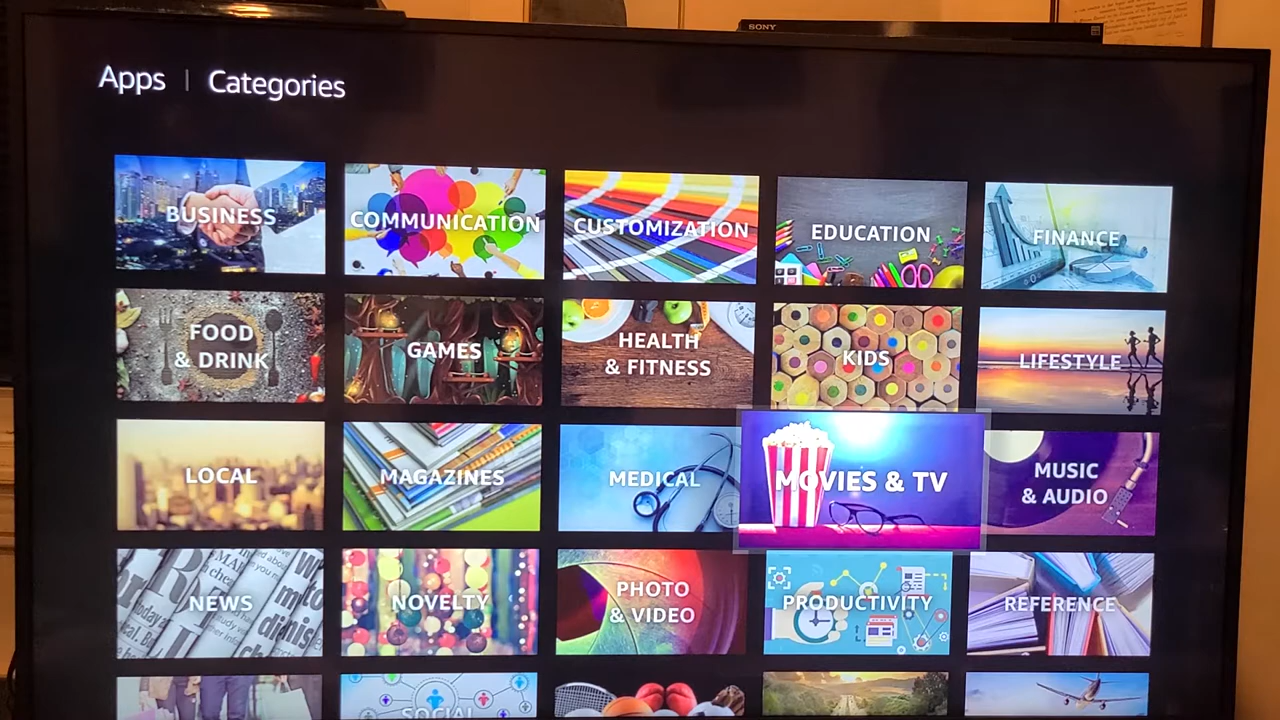 SONY
Apps | Categories
BUSINESS
COMMUNICATION
CUSTOMIZATION
EDUCATION
FINANCE
FOOD
& DRINK
GAMES
HEALTH
& FITNESS
KIDS
LIFESTYLE
LOCAL
MAGAZINES
MEDICAL
MOVIES & TV
MUSIC
& AUDIO
NEWS
NOVELTY
PHOTO
& VIDEO
PRODUCTIVITY
REFERENCE
SOCIAL